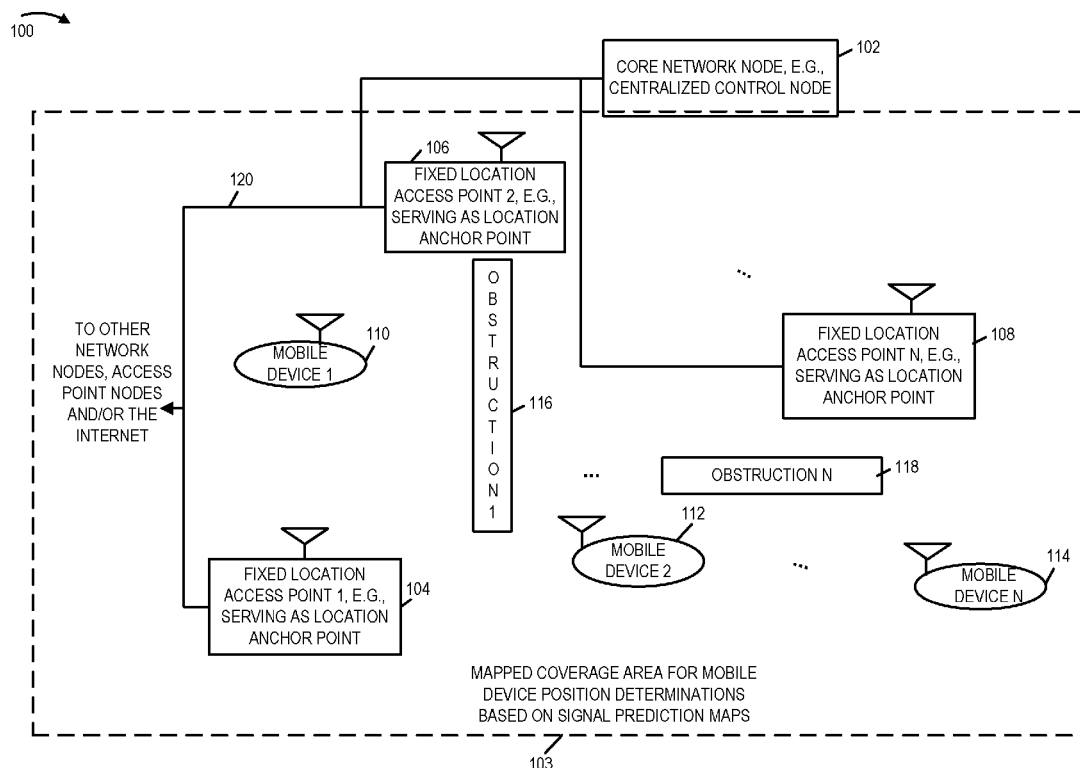 100
102
CORE NETWORK NODE, E.G.,
CENTRALIZED CONTROL NODE
106
FIXED LOCATION
ACCESS POINT 2, E.G.,
SERVING AS LOCATION
ANCHOR POINT
120
OBSTRUCTION 1
116
...
TO OTHER
NETWORK
NODES, ACCESS
POINT NODES
AND/OR THE
INTERNET
MOBILE
DEVICE 1
110
FIXED LOCATION
ACCESS POINT N, E.G.,
SERVING AS LOCATION
ANCHOR POINT
108
...
OBSTRUCTION N
118
MOBILE
DEVICE 2
112
...
MOBILE
DEVICE N
114
FIXED LOCATION
ACCESS POINT 1, E.G.,
SERVING AS LOCATION
ANCHOR POINT
104
MAPPED COVERAGE AREA FOR MOBILE
DEVICE POSITION DETERMINATIONS
BASED ON SIGNAL PREDICTION MAPS
103